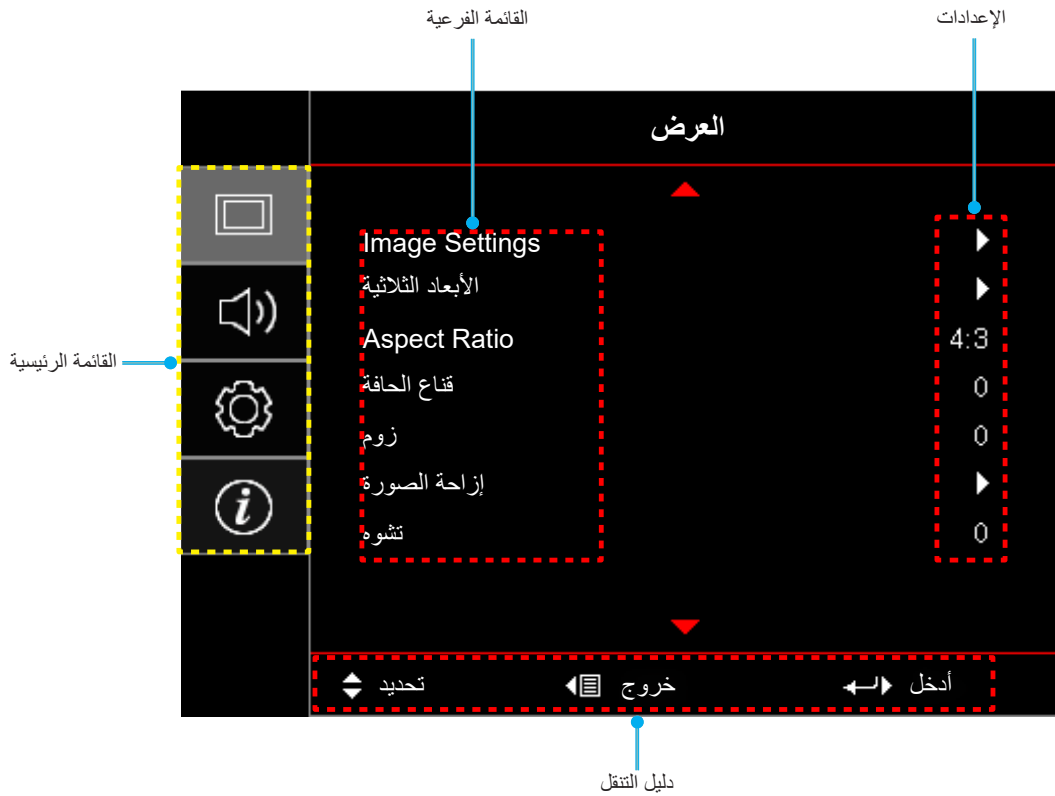 القائمة الفرعية
الإعدادات
العرض
Image Settings
الأبعاد الثلاثية
Aspect Ratio
4:3
قناع الحافة
0
زوم
0
إزاحة الصورة
تشوه
0
القائمة الرئيسية
تحديد
خروج
أدخل
دليل التنقل